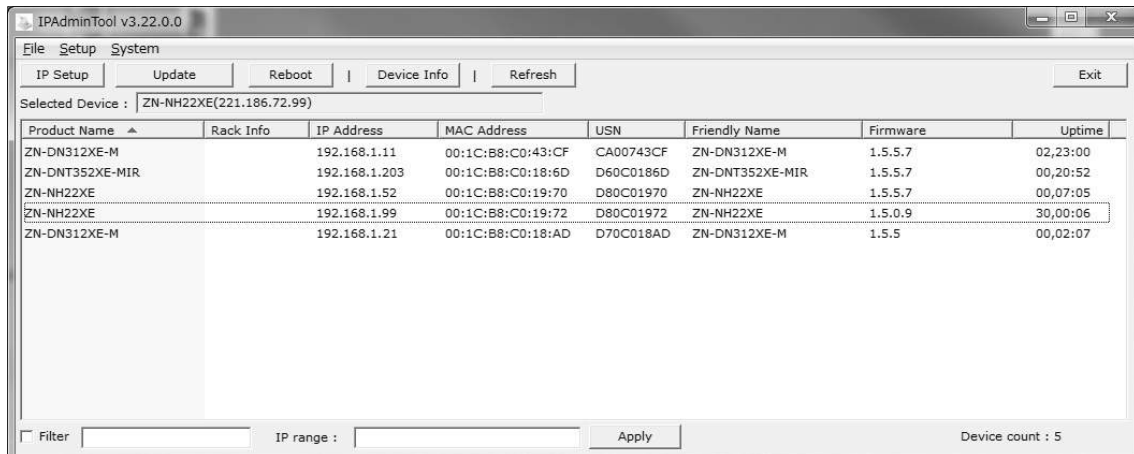 IPAdminTool v3.22.0.0
File Setup System
IP Setup Update Reboot | Device Info | Refresh Exit
Selected Device : ZN-NH22XE(221.186.72.99)
Product Name Rack Info IP Address MAC Address USN Friendly Name Firmware Uptime
ZN-DN312XE-M 192.168.1.11 00:1C:B8:C0:43:CF CA00743CF ZN-DN312XE-M 1.5.5.7 02,23:00
ZN-DNT352XE-MIR 192.168.1.203 00:1C:B8:C0:18:6D D60C0186D ZN-DNT352XE-MIR 1.5.5.7 00,20:52
ZN-NH22XE 192.168.1.52 00:1C:B8:C0:19:70 D80C01970 ZN-NH22XE 1.5.5.7 00,07:05
ZN-NH22XE 192.168.1.99 00:1C:B8:C0:19:72 D80C01972 ZN-NH22XE 1.5.0.9 30,00:06
ZN-DN312XE-M 192.168.1.21 00:1C:B8:C0:18:AD D70C018AD ZN-DN312XE-M 1.5.5 00,02:07
Filter IP range : Apply Device count : 5